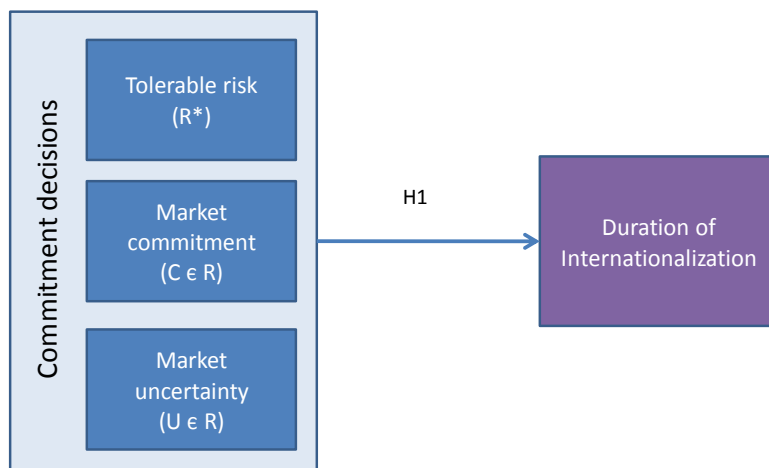 Commitment decisions
Tolerable risk
(R*)
Market
commitment
(C є R)
Market
uncertainty
(U є R)
H1
Duration of
Internationalization